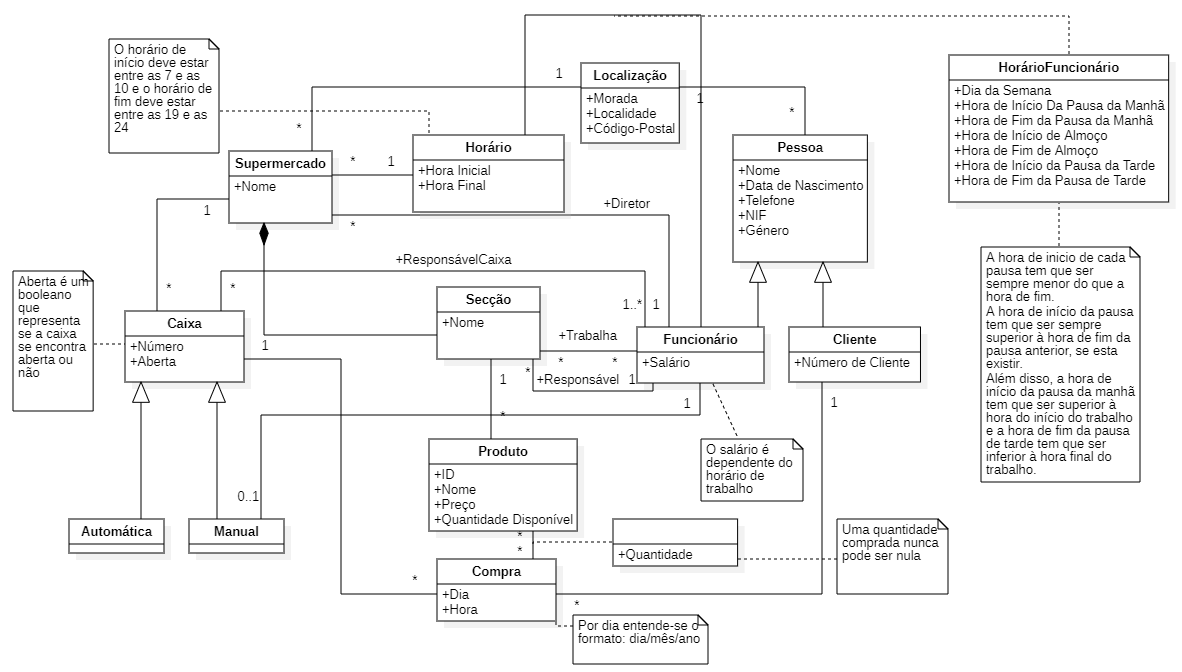 O horário de
início deve estar
entre as 7 e as
10 e o horário de
fim deve estar
entre as 19 e as
24
1
Localização
+Morada
+Localidade
+Código-Postal
1
*
HorárioFuncionário
+Dia da Semana
+Hora de Início Da Pausa da Manhã
+Hora de Fim da Pausa da Manhã
+Hora de Início de Almoço
+Hora de Fim de Almoço
+Hora de Início da Pausa da Tarde
+Hora de Fim da Pausa de Tarde
*
Supermercado
+Nome
*
1
Horário
+Hora Inicial
+Hora Final
Pessoa
+Nome
+Data de Nascimento
+Telefone
+NIF
+Género
1
*
+Diretor
+ResponsávelCaixa
*
*
1..*
1
Aberta é um
booleano
que
representa
se a caixa
se encontra
aberta ou
não
Caixa
+Número
+Aberta
1
Secção
+Nome
+Trabalha
*
*
*
+Responsável
1
1
Funcionário
+Salário
1
Cliente
+Número de Cliente
1
A hora de inicio de cada
pausa tem que ser
sempre menor do que a
hora de fim.
A hora de início da pausa
tem que ser sempre
superior à hora de fim da
pausa anterior, se esta
existir.
Além disso, a hora de
início da pausa da manhã
tem que ser superior à
hora do início do trabalho
e a hora de fim da pausa
de tarde tem que ser
inferior à hora final do
trabalho.
*
Produto
+ID
+Nome
+Preço
+Quantidade Disponível
O salário é
dependente do
horário de
trabalho
0..1
Automática
Manual
*
*
+Quantidade
Uma quantidade
comprada nunca
pode ser nula
*
Compra
+Dia
+Hora
*
Por dia entende-se o
formato: dia/mês/ano